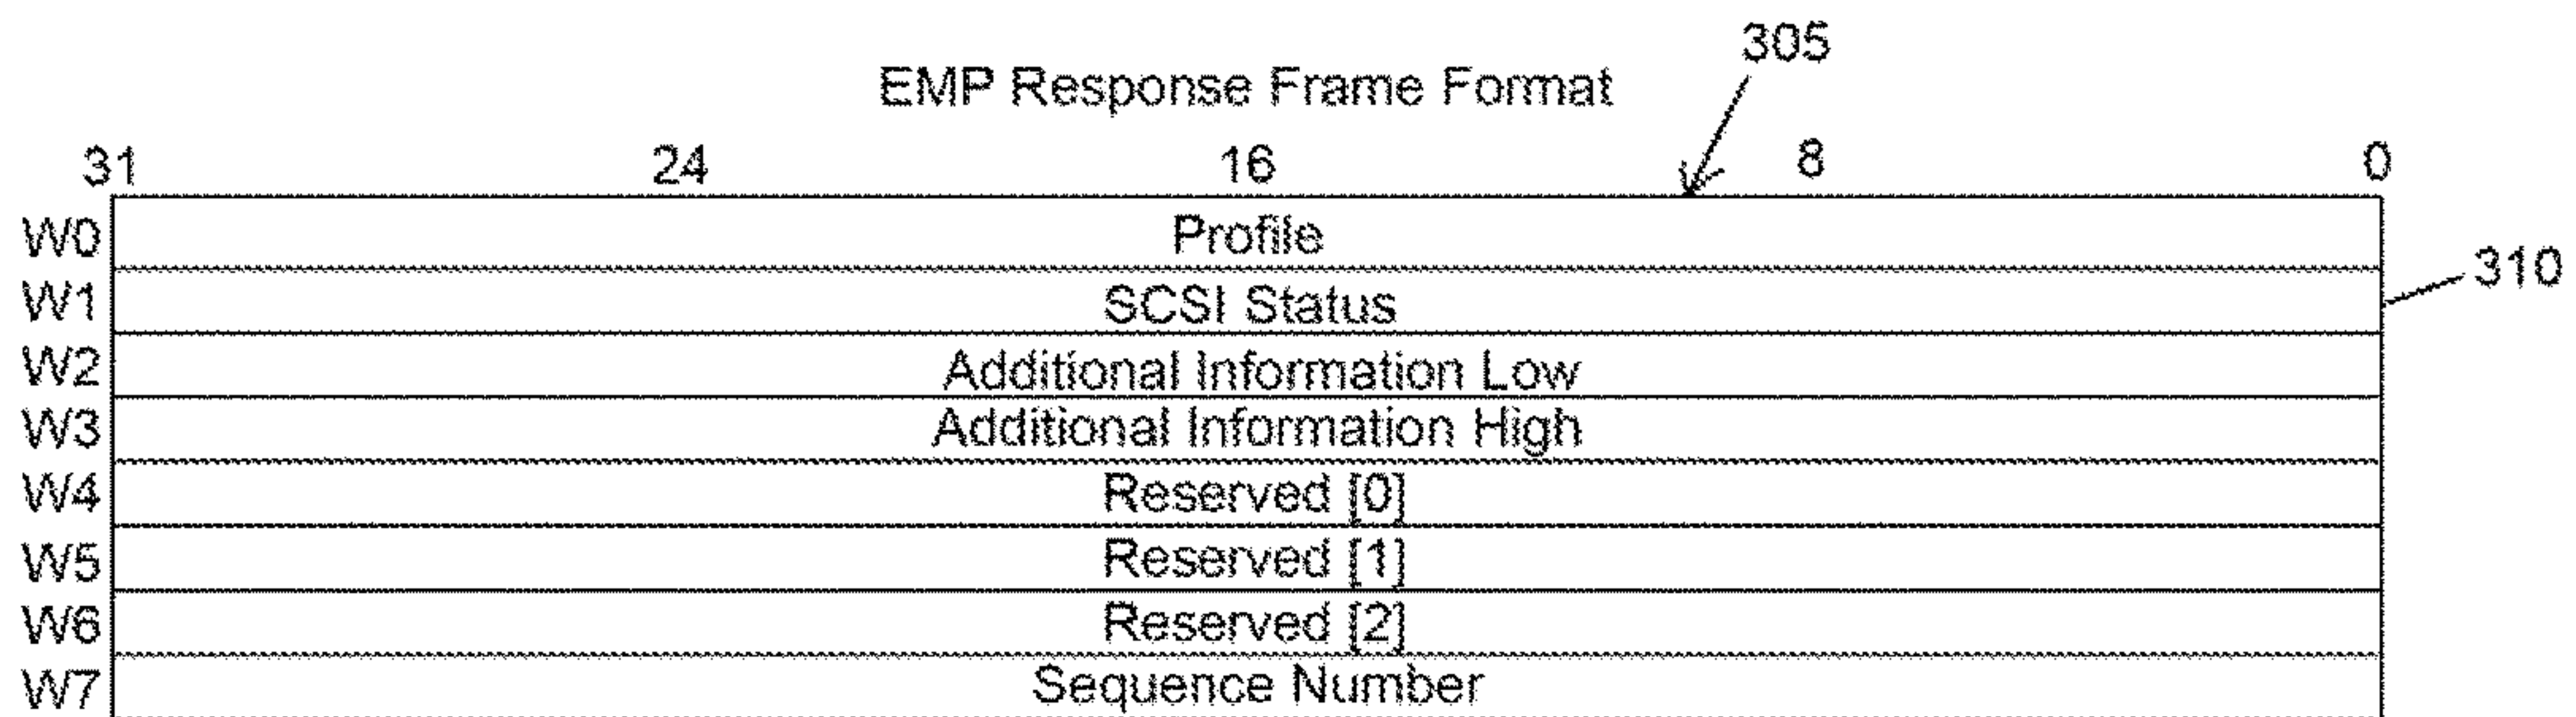 305
EMP Response Frame Format
31 24 16 8 0
W0 Profile
W1 SCSI Status 310
W2 Additional Information Low
W3 Additional Information High
W4 Reserved [0]
W5 Reserved [1]
W6 Reserved [2]
W7 Sequence Number